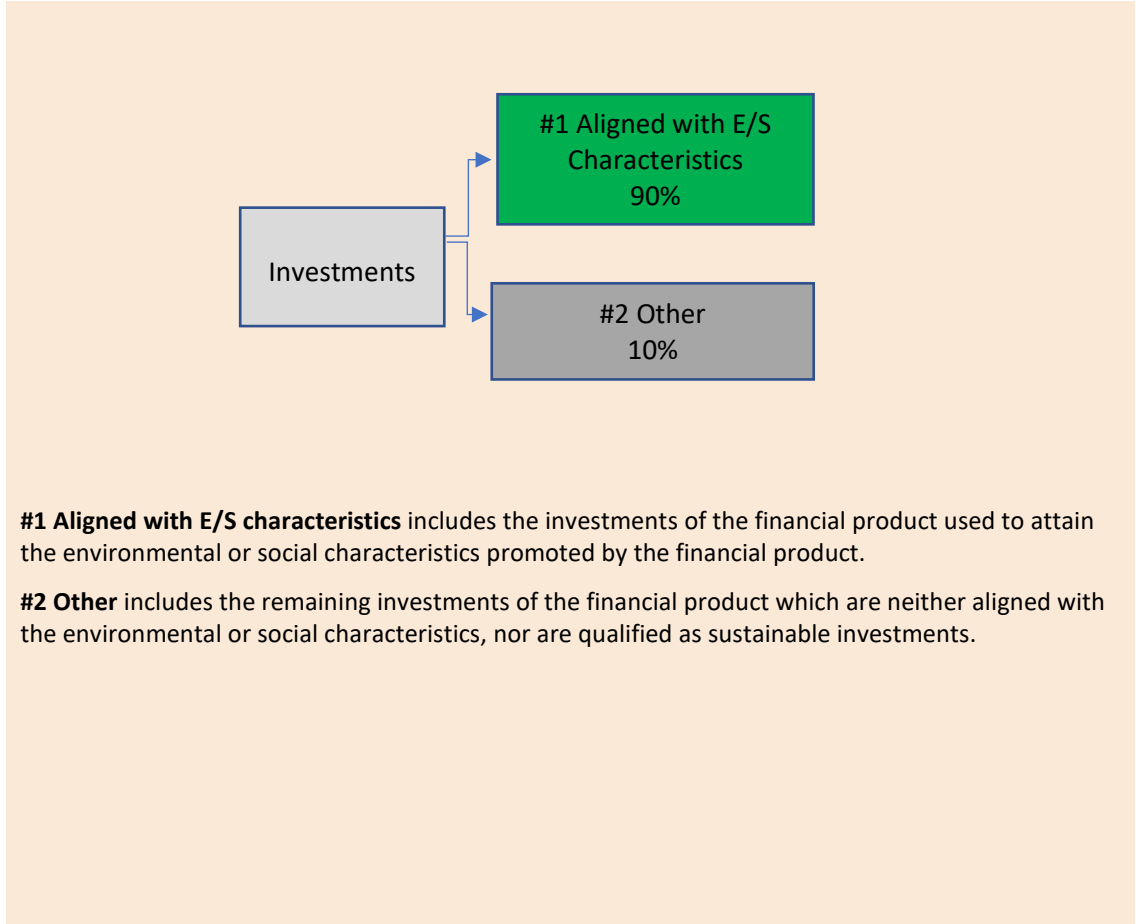 #1 Aligned with E/S
Characteristics
90%
Investments
#2 Other
10%
#1 Aligned with E/S characteristics includes the investments of the financial product used to attain
the environmental or social characteristics promoted by the financial product.
#2 Other includes the remaining investments of the financial product which are neither aligned with
the environmental or social characteristics, nor are qualified as sustainable investments.